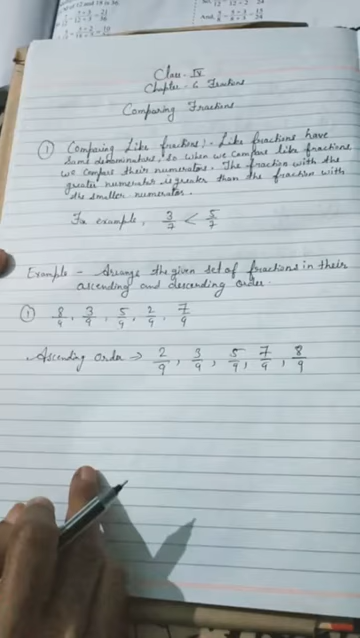 Class - IV
Chapter - 6 Fractions
Comparing Fractions
① Comparing Like fractions :- Like fractions have
same denominators, so when we compare like fractions
we compare their numerators. The fraction with the
greater numerator is greater than the fraction with
the smaller numerator.
For example, 3/7 < 5/7
Example - Arrange the given set of fractions in their
ascending and descending order.
① 8/9, 3/9, 5/9, 2/9, 7/9
Ascending order → 2/9, 3/9, 5/9, 7/9, 8/9